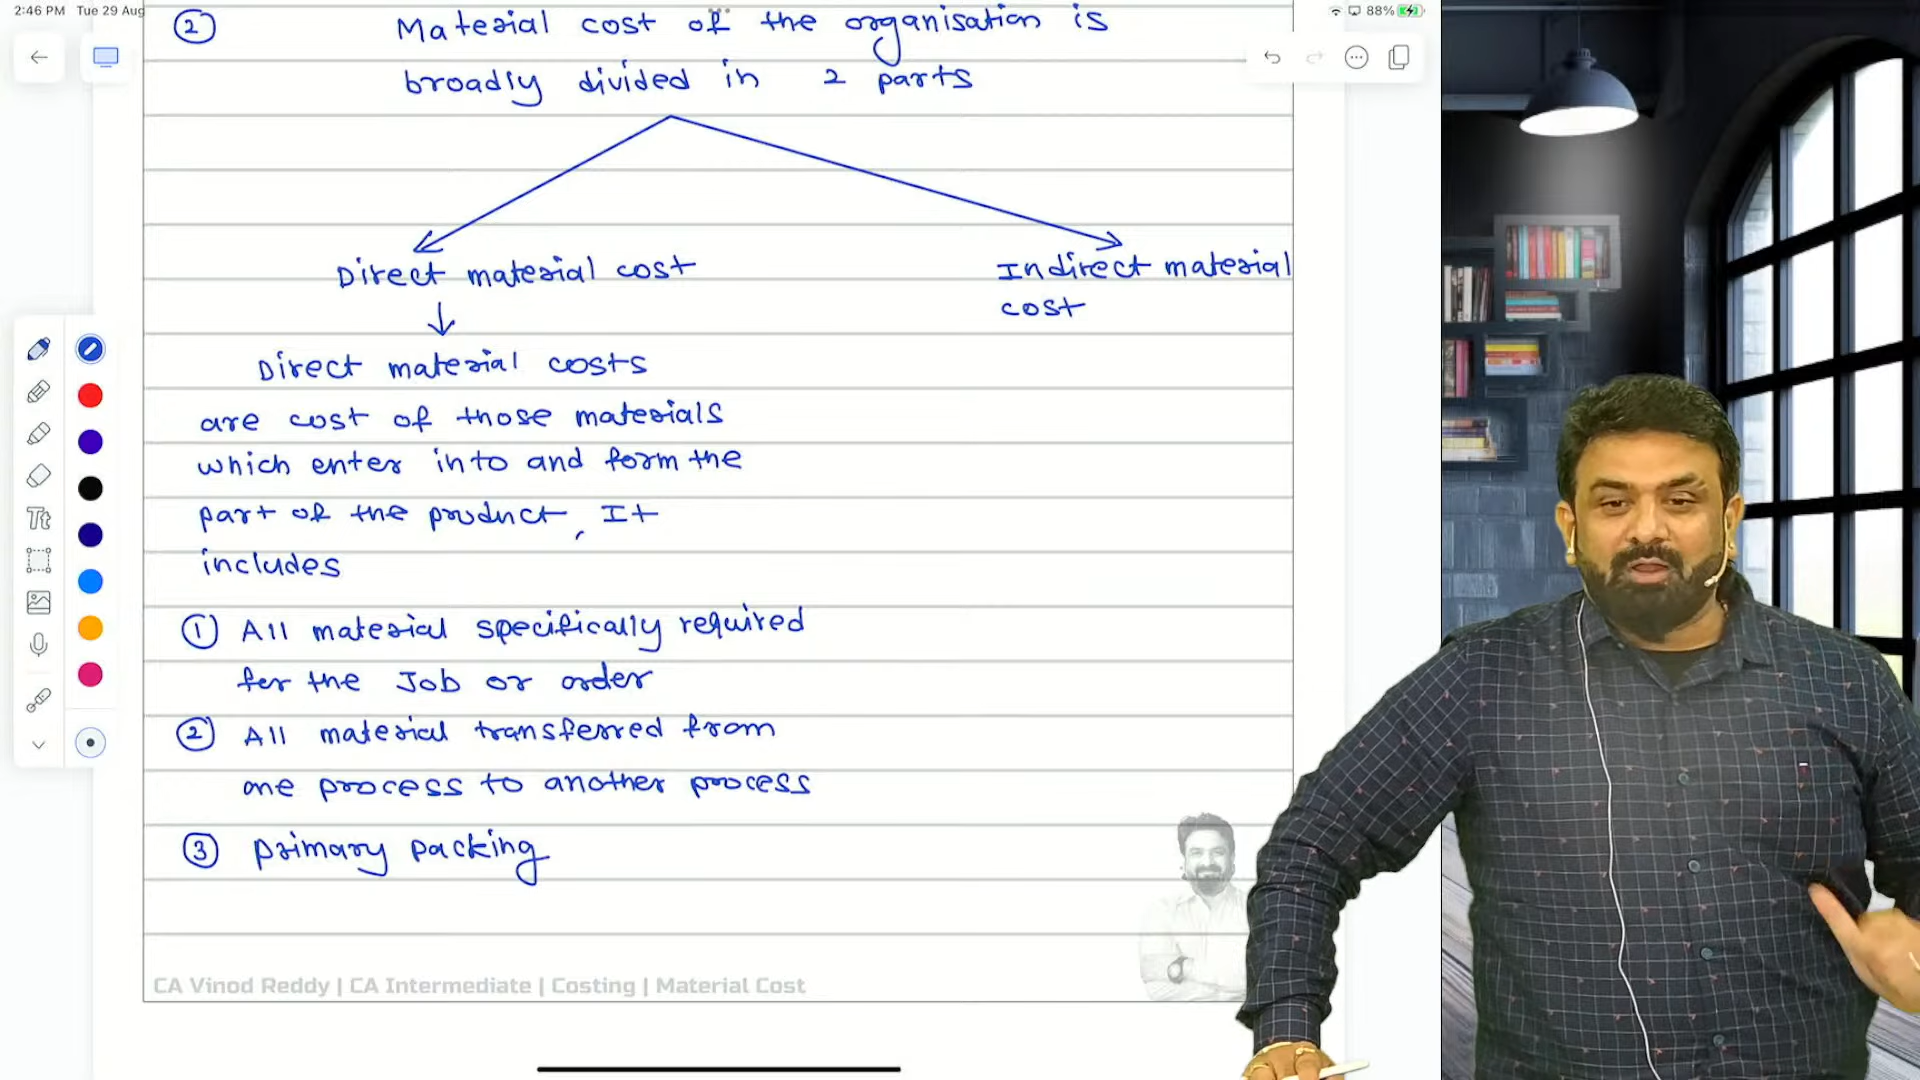 2:46 PM Tue 29 Aug
88%
② Material cost of the organisation is
broadly divided in 2 parts
Direct material cost
Indirect material
cost
Direct material costs
are cost of those materials
which enter into and form the
part of the product, It
includes
① All material specifically required
for the Job or order
② All material transferred from
one process to another process
③ primary packing
Tt
CA Vinod Reddy | CA Intermediate | Costing | Material Cost